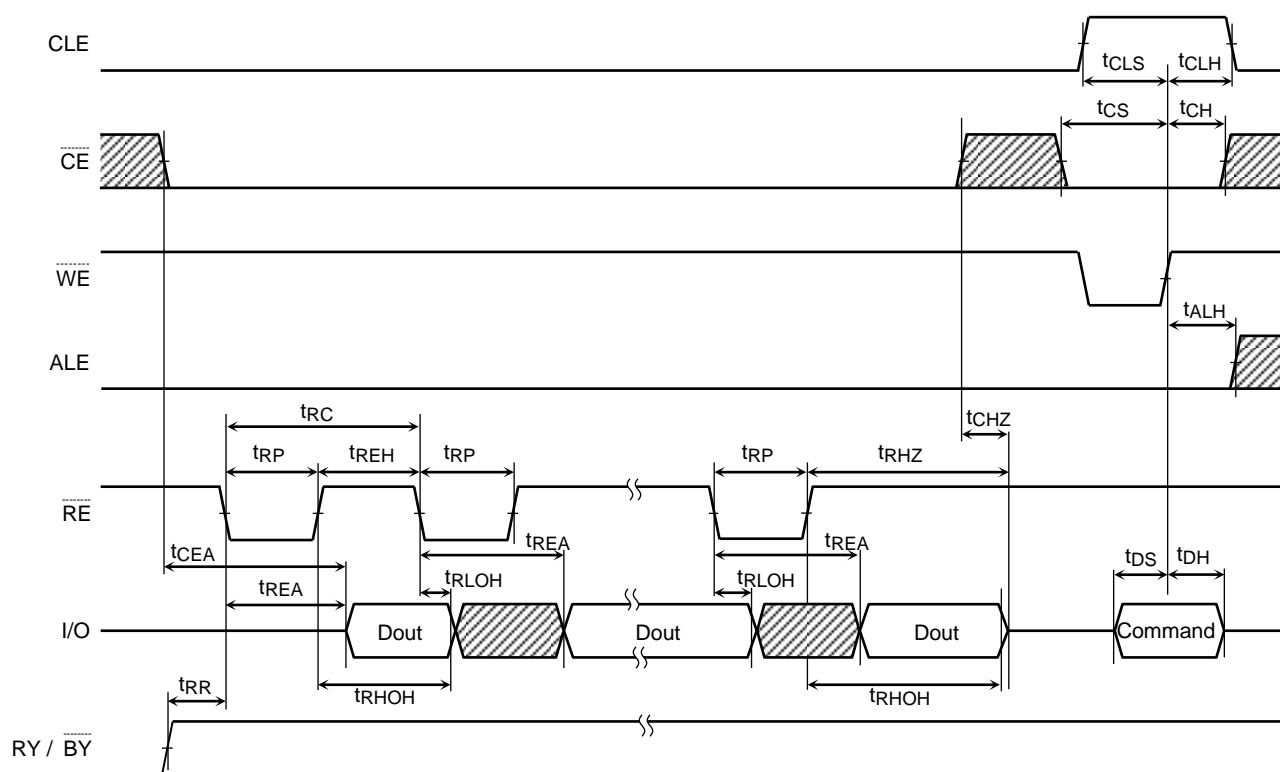 CLE
tCLS tCLH
tCS tCH
CE
WE
tALH
ALE
tRC
tCHZ
tRP tREH tRP tRP tRHZ
RE
tCEA tREA tREA
tDS tDH
tREA tRLOH tRLOH
I/O Dout Dout Dout Command
tRHOH tRHOH
tRR
RY / BY